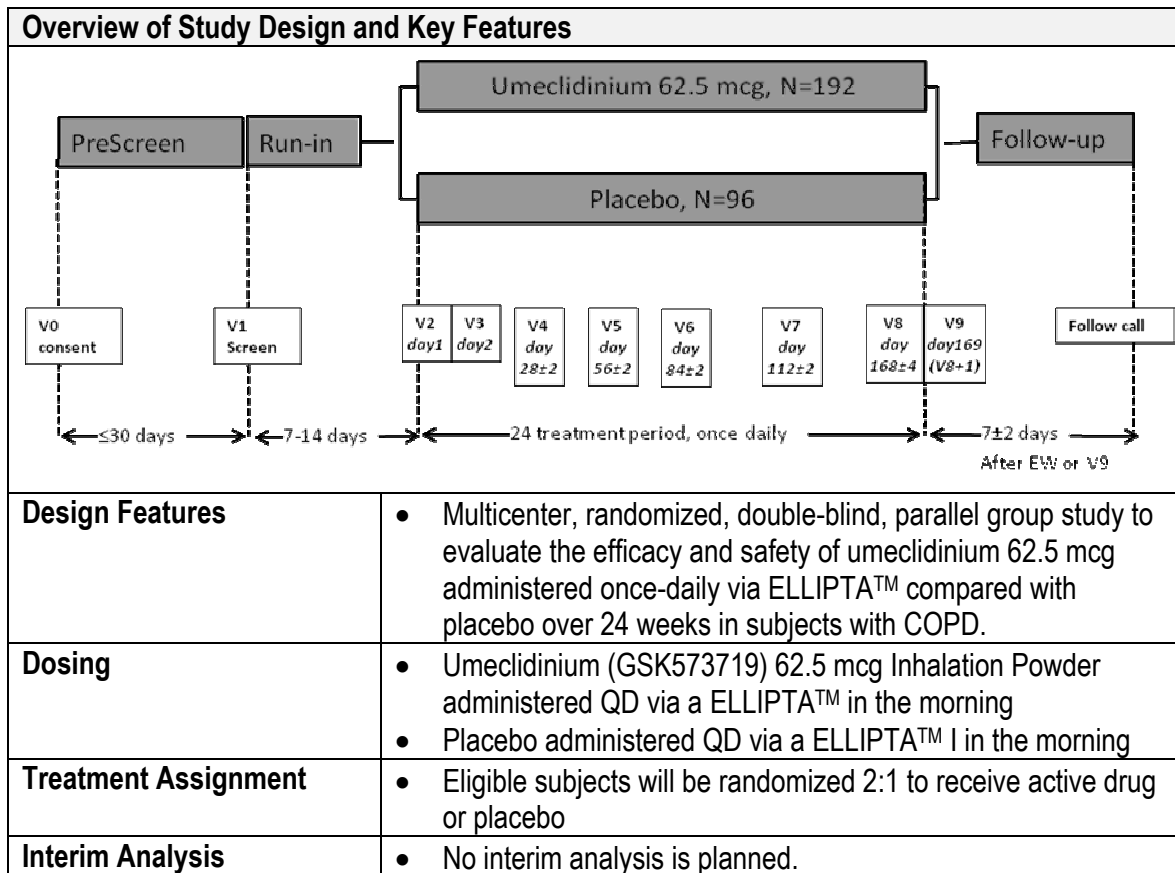 Overview of Study Design and Key Features
Umeclidinium 62.5 mcg, N=192
PreScreen
Run-in
Follow-up
Placebo, N=96
V0
consent
V1
Screen
V2
day1
V3
day2
V4
day
28±2
V5
day
56±2
V6
day
84±2
V7
day
112±2
V8
day
168±4
V9
day169
(V8+1)
Follow call
≤30 days
7-14 days
24 treatment period, once daily
7±2 days
After EW or V9
Design Features
• Multicenter, randomized, double-blind, parallel group study to
evaluate the efficacy and safety of umeclidinium 62.5 mcg
administered once-daily via ELLIPTA™ compared with
placebo over 24 weeks in subjects with COPD.
Dosing
• Umeclidinium (GSK573719) 62.5 mcg Inhalation Powder
administered QD via a ELLIPTA™ in the morning
• Placebo administered QD via a ELLIPTA™ I in the morning
Treatment Assignment
• Eligible subjects will be randomized 2:1 to receive active drug
or placebo
Interim Analysis
• No interim analysis is planned.